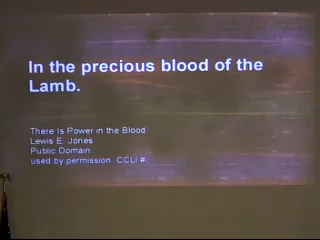 In the precious blood of the
Lamb.
There Is Power in the Blood
Lewis E. Jones
Public Domain
used by permission CCLI #